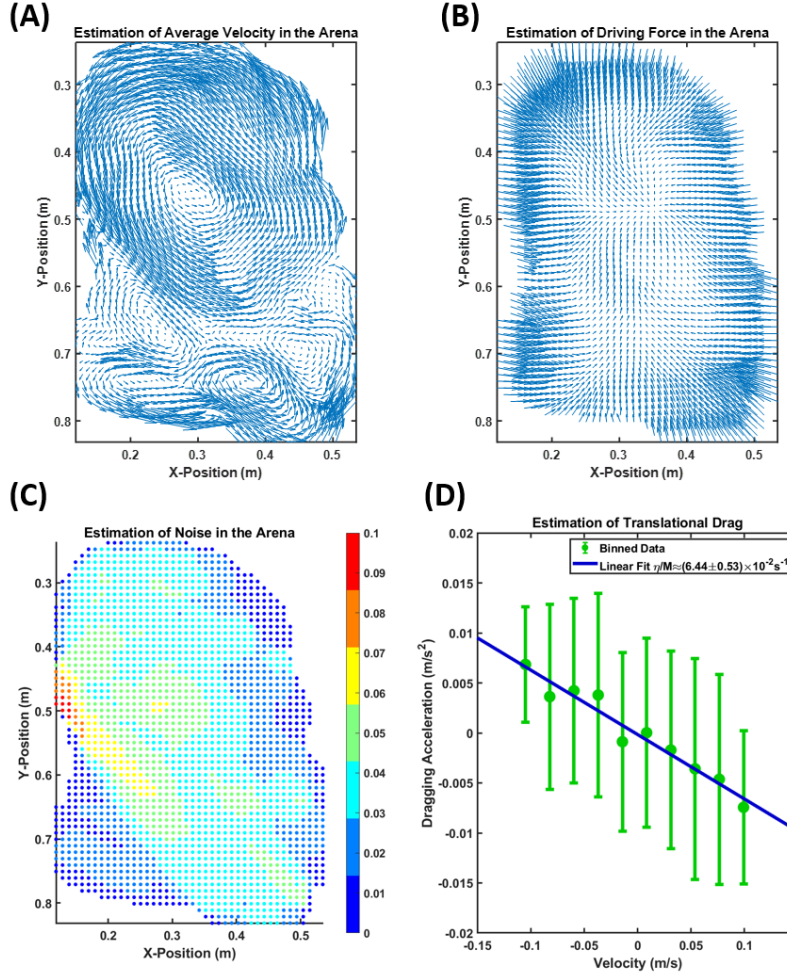 (A)
Estimation of Average Velocity in the Arena
0.3
0.4
0.5
0.6
0.7
0.8
Y-Position (m)
0.2 0.3 0.4 0.5
X-Position (m)
(B)
Estimation of Driving Force in the Arena
0.3
0.4
0.5
0.6
0.7
0.8
Y-Position (m)
0.2 0.3 0.4 0.5
X-Position (m)
(C)
Estimation of Noise in the Arena
0.3
0.4
0.5
0.6
0.7
0.8
Y-Position (m)
0.2 0.3 0.4 0.5
X-Position (m)
0.1
0.09
0.08
0.07
0.06
0.05
0.04
0.03
0.02
0.01
0
(D)
Estimation of Translational Drag
Binned Data
Linear Fit η/M≈(6.44±0.53)×10⁻²s⁻¹
0.02
0.015
0.01
0.005
0
-0.005
-0.01
-0.015
-0.02
Dragging Acceleration (m/s²)
-0.15 -0.1 -0.05 0 0.05 0.1
Velocity (m/s)